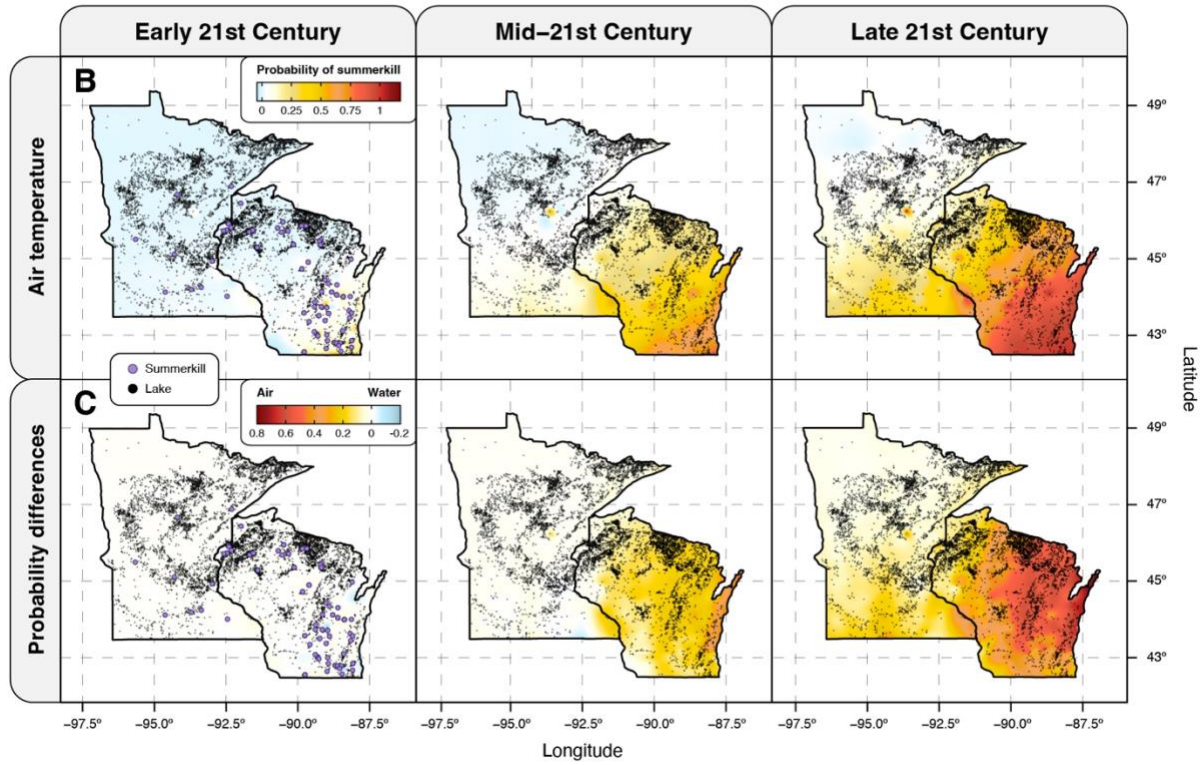 Early 21st Century
Mid–21st Century
Late 21st Century
Air temperature
B
Probability of summerkill
0 0.25 0.5 0.75 1
49º
47º
45º
43º
Summerkill
Lake
Latitude
Probability differences
C
Air Water
0.8 0.6 0.4 0.2 0 -0.2
49º
47º
45º
43º
−97.5º −95.0º −92.5º −90.0º −87.5º −97.5º −95.0º −92.5º −90.0º −87.5º −97.5º −95.0º −92.5º −90.0º −87.5º
Longitude